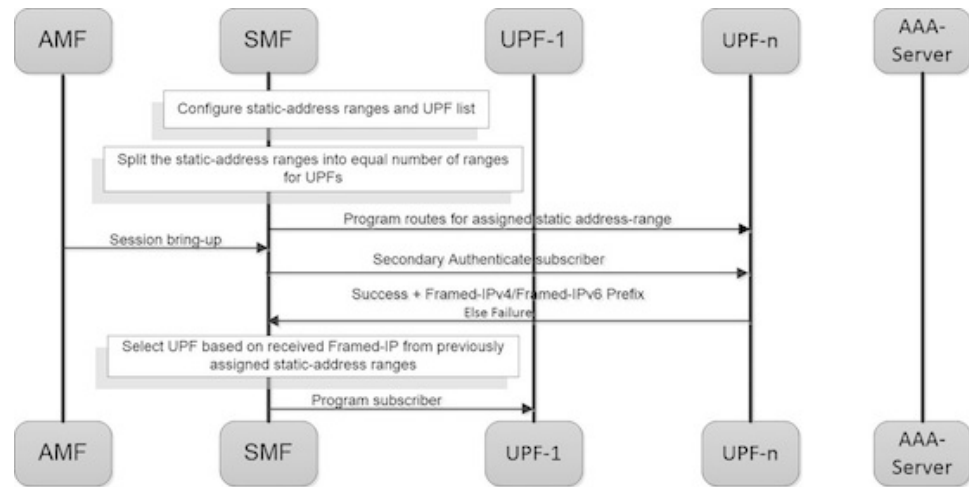 AMF
SMF
UPF-1
UPF-n
AAA-
Server
Configure static-address ranges and UPF list
Split the static-address ranges into equal number of ranges
for UPFs
Program routes for assigned static address-range
Session bring-up
Secondary Authenticate subscriber
Success + Framed-IPv4/Framed-IPv6 Prefix
Else Failure
Select UPF based on received Framed-IP from previously
assigned static-address ranges
Program subscriber
AMF
SMF
UPF-1
UPF-n
AAA-
Server